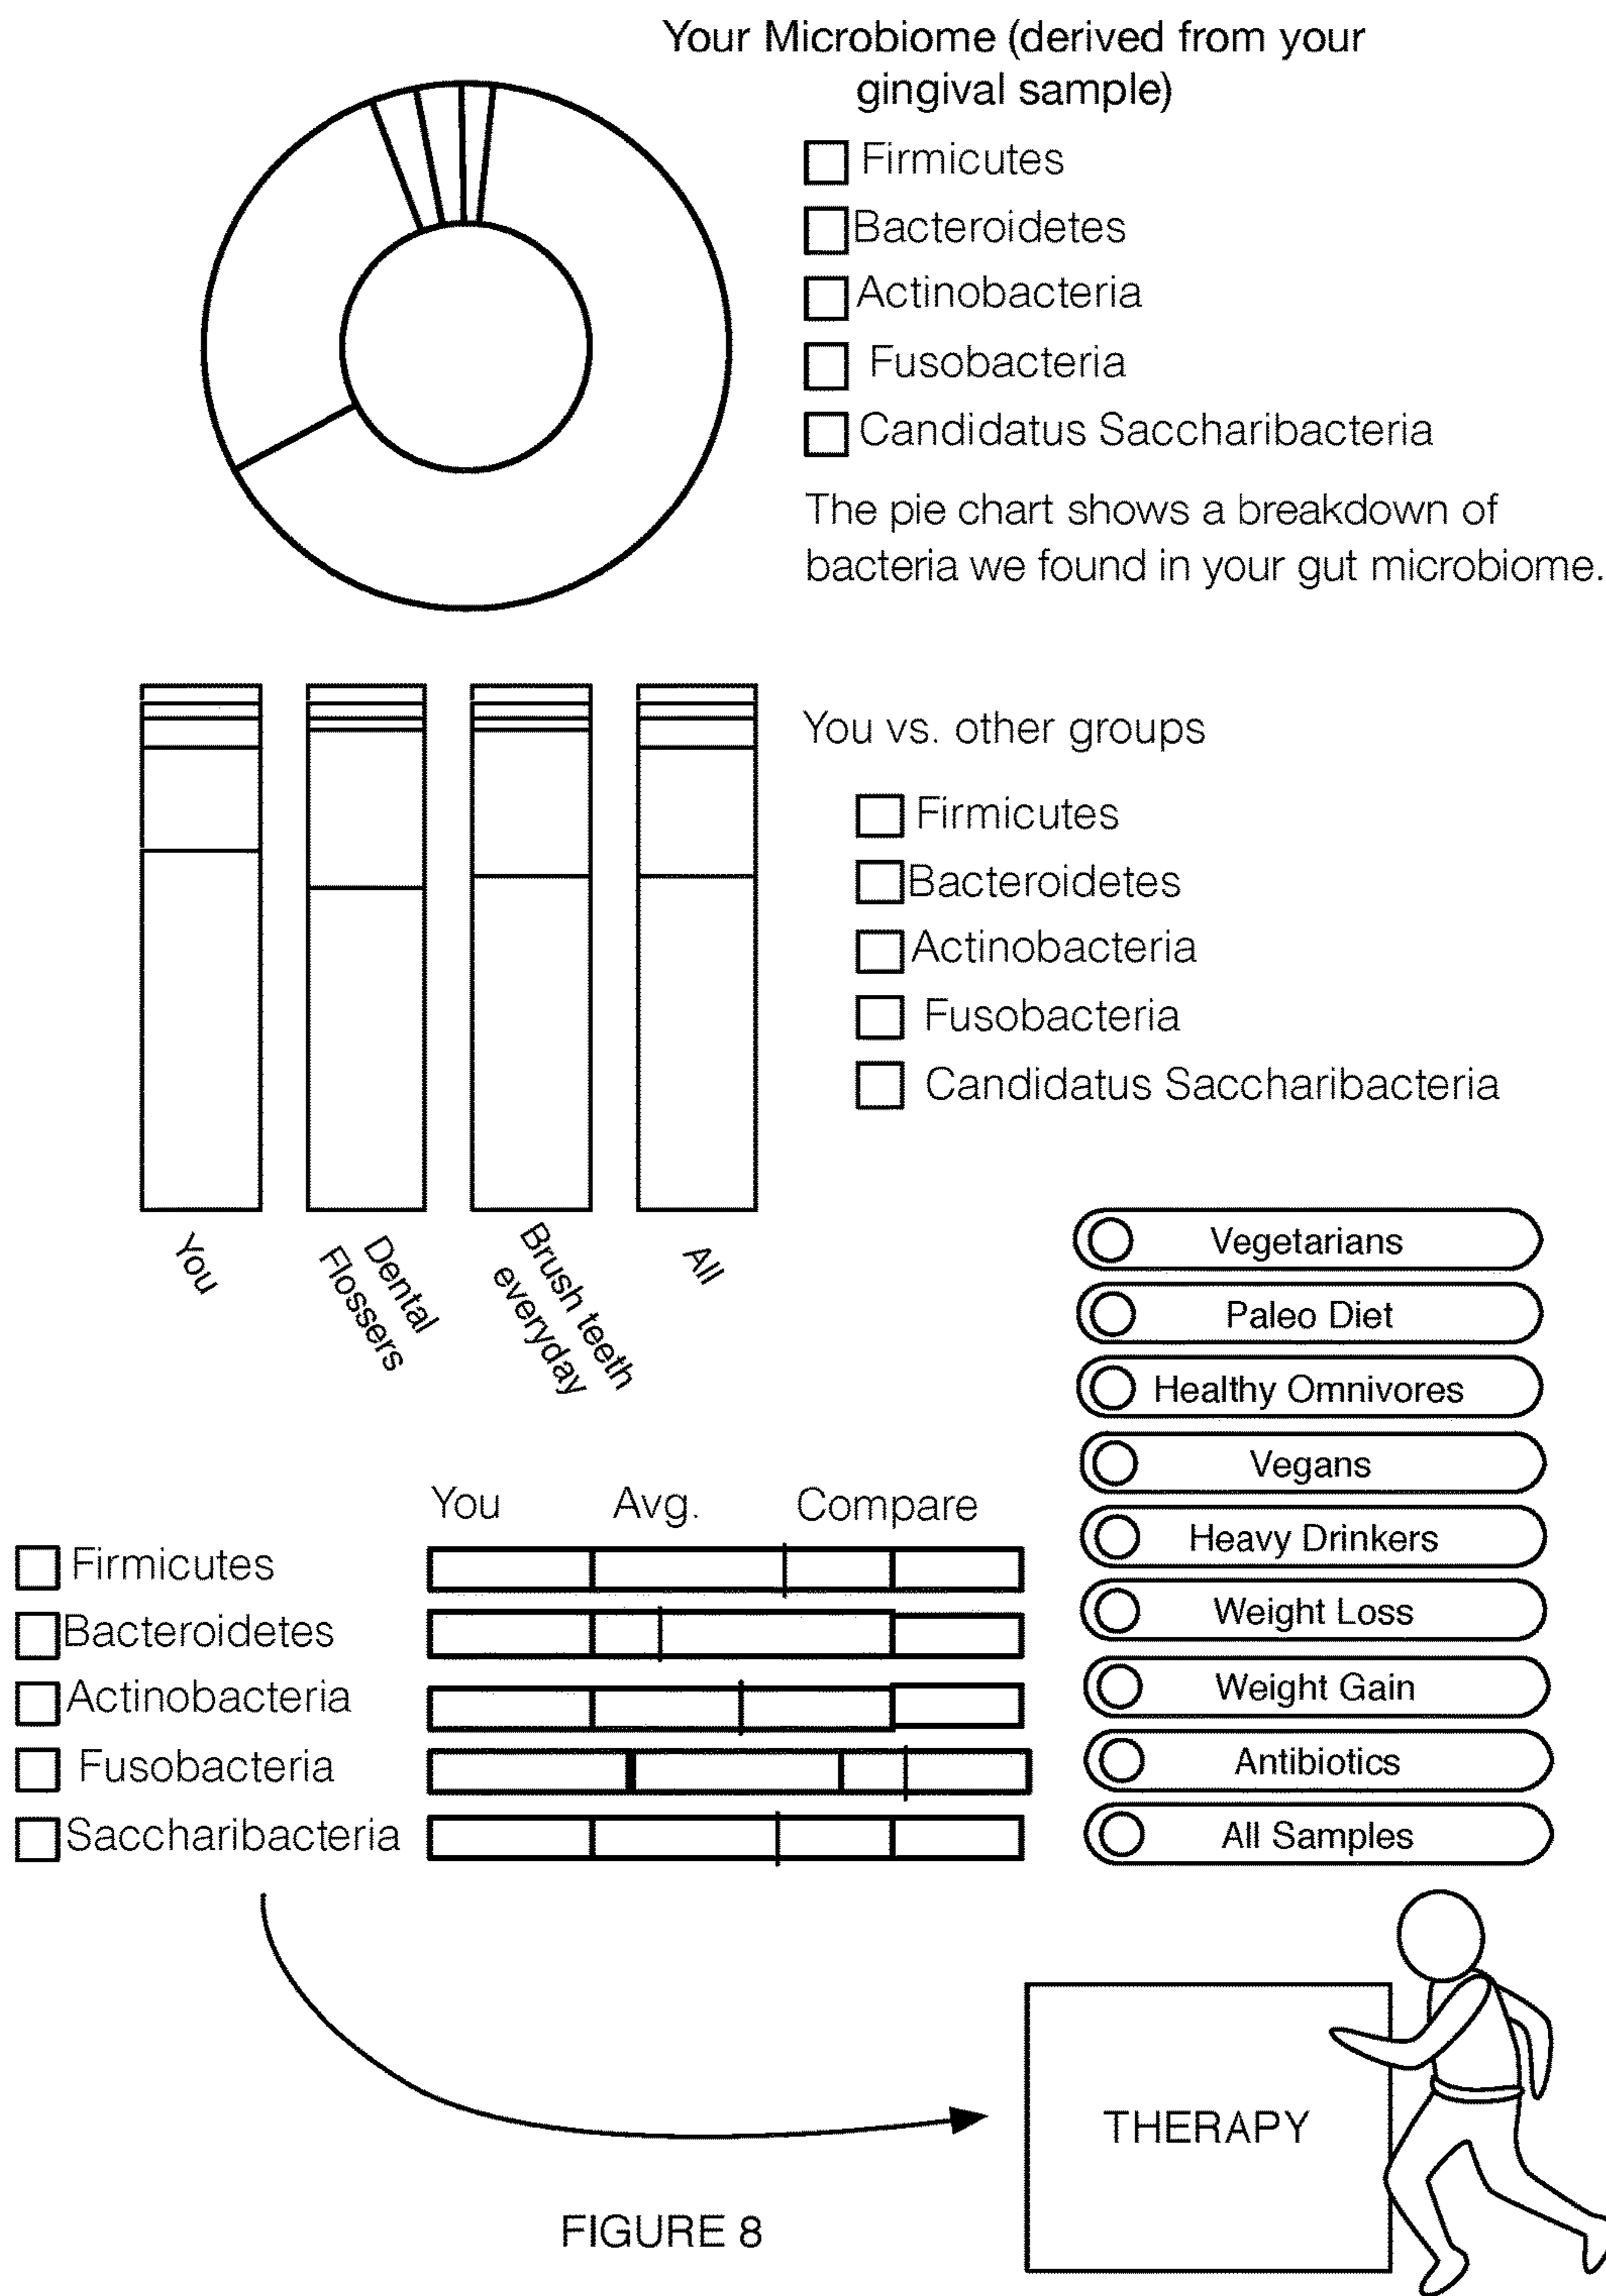 Your Microbiome (derived from your
gingival sample)
Firmicutes
Bacteroidetes
Actinobacteria
Fusobacteria
Candidatus Saccharibacteria
The pie chart shows a breakdown of
bacteria we found in your gut microbiome.
You vs. other groups
Firmicutes
Bacteroidetes
Actinobacteria
Fusobacteria
Candidatus Saccharibacteria
You
Dental
Flossers
Brush teeth
everyday
All
Vegetarians
Paleo Diet
Healthy Omnivores
Vegans
Heavy Drinkers
Weight Loss
Weight Gain
Antibiotics
All Samples
You Avg. Compare
Firmicutes
Bacteroidetes
Actinobacteria
Fusobacteria
Saccharibacteria
THERAPY
FIGURE 8